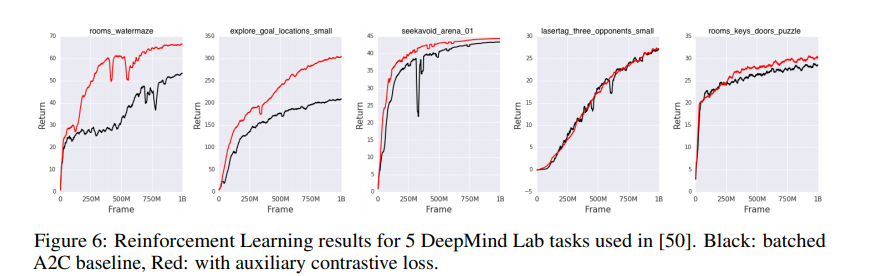 rooms_watermaze
explore_goal_locations_small
seekavoid_arena_01
lasertag_three_opponents_small
rooms_keys_doors_puzzle
Return
70
60
50
40
30
20
10
0
0
250M
500M
750M
1B
Frame
Return
350
300
250
200
150
100
50
0
0
250M
500M
750M
1B
Frame
Return
45
40
35
30
25
20
15
10
5
0
0
250M
500M
750M
1B
Frame
Return
30
25
20
15
10
5
0
−5
0
250M
500M
750M
1B
Frame
Return
35
30
25
20
15
10
5
0
0
250M
500M
750M
1B
Frame
Figure 6: Reinforcement Learning results for 5 DeepMind Lab tasks used in [50]. Black: batched
A2C baseline, Red: with auxiliary contrastive loss.